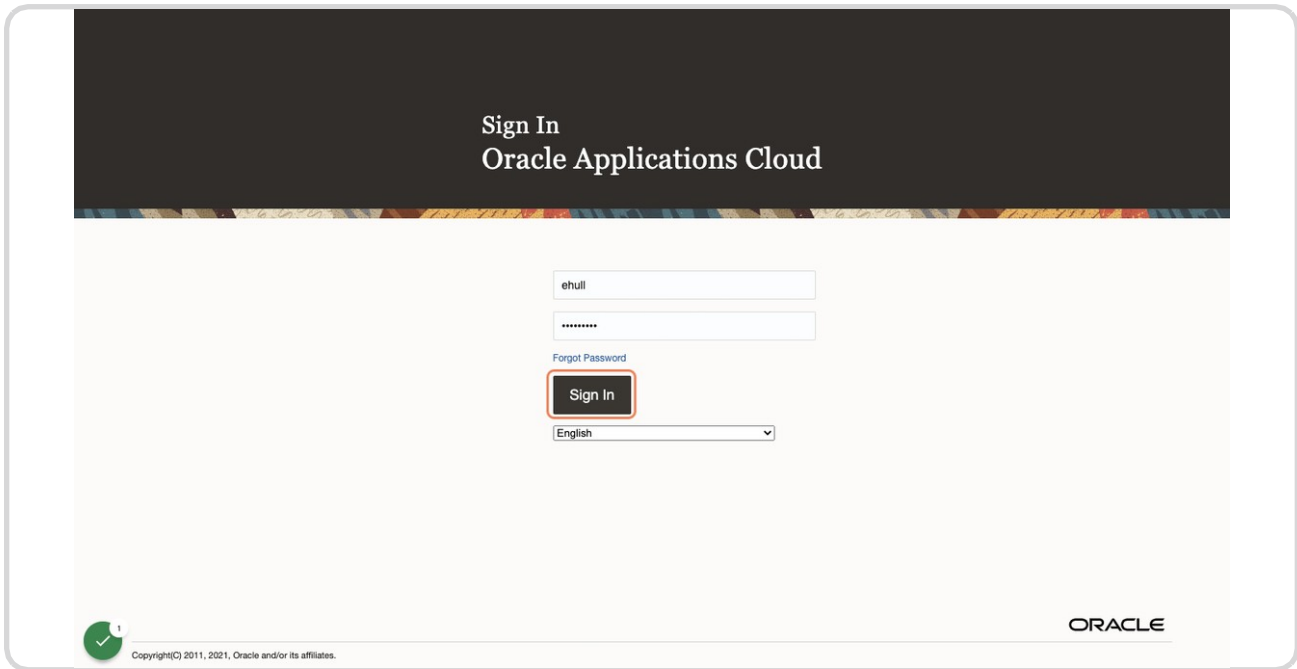 Sign In
Oracle Applications Cloud
ehull
•••••••••
Forgot Password
Sign In
English
ORACLE
1
Copyright(C) 2011, 2021, Oracle and/or its affiliates.